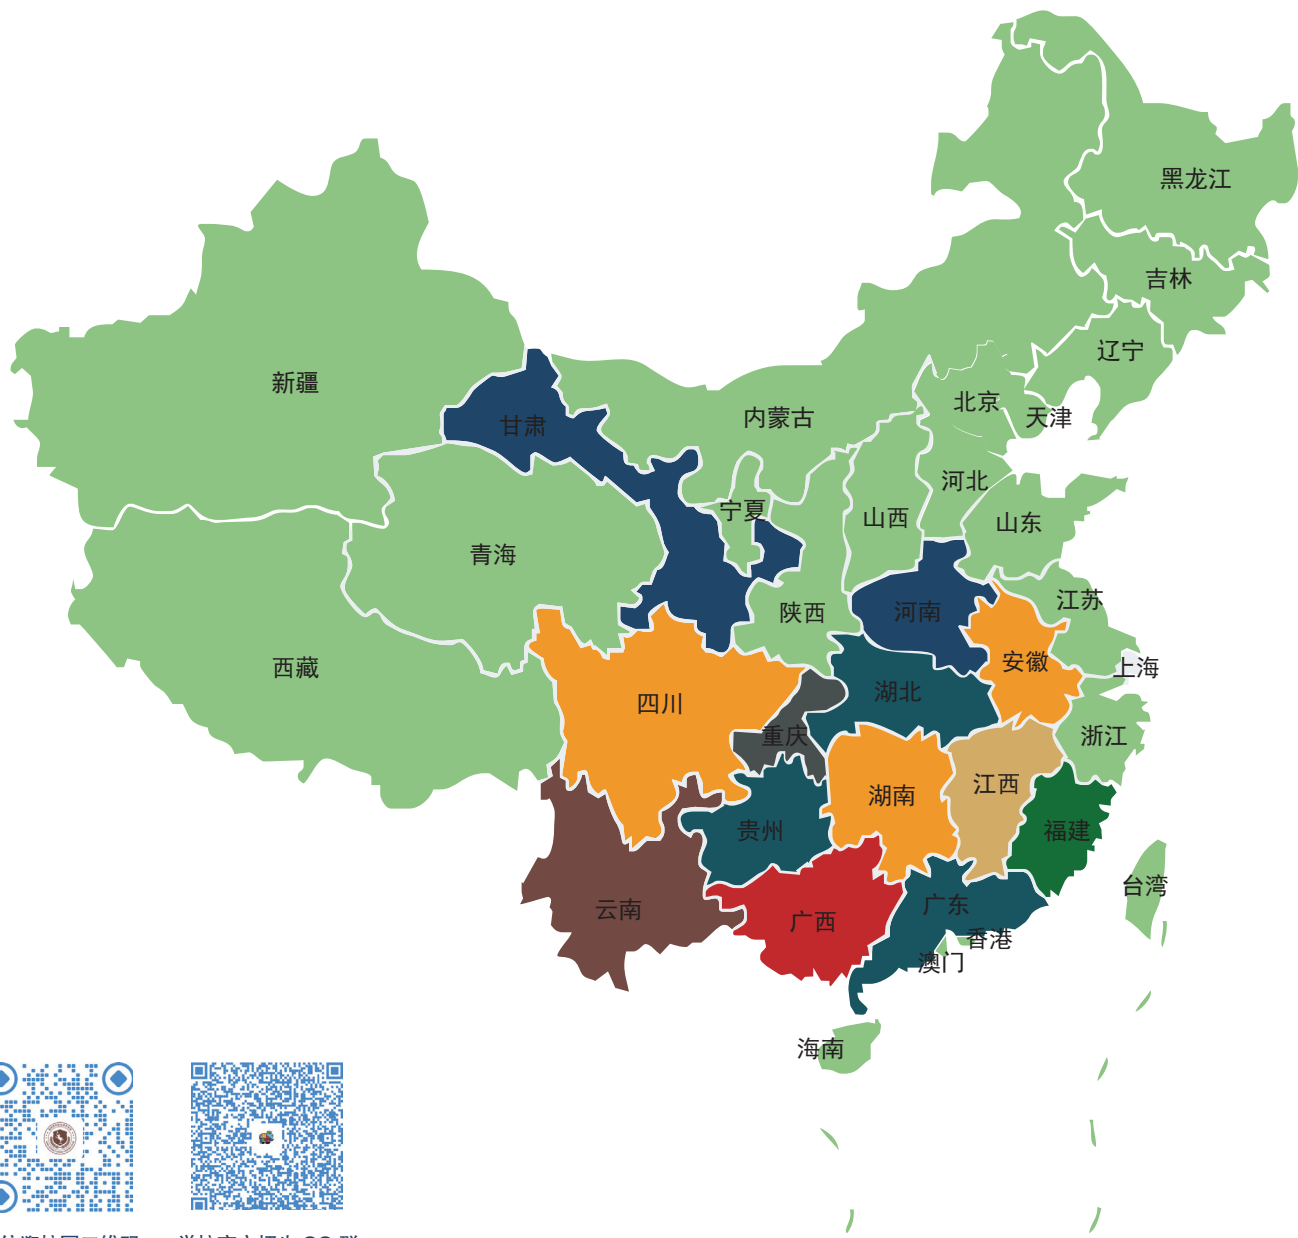 黑龙江
吉林
辽宁
新疆
北京
天津
内蒙古
甘肃
河北
宁夏
山西
山东
青海
陕西
河南
江苏
安徽
上海
西藏
湖北
四川
重庆
浙江
江西
湖南
贵州
福建
台湾
云南
广西
广东
香港
澳门
海南